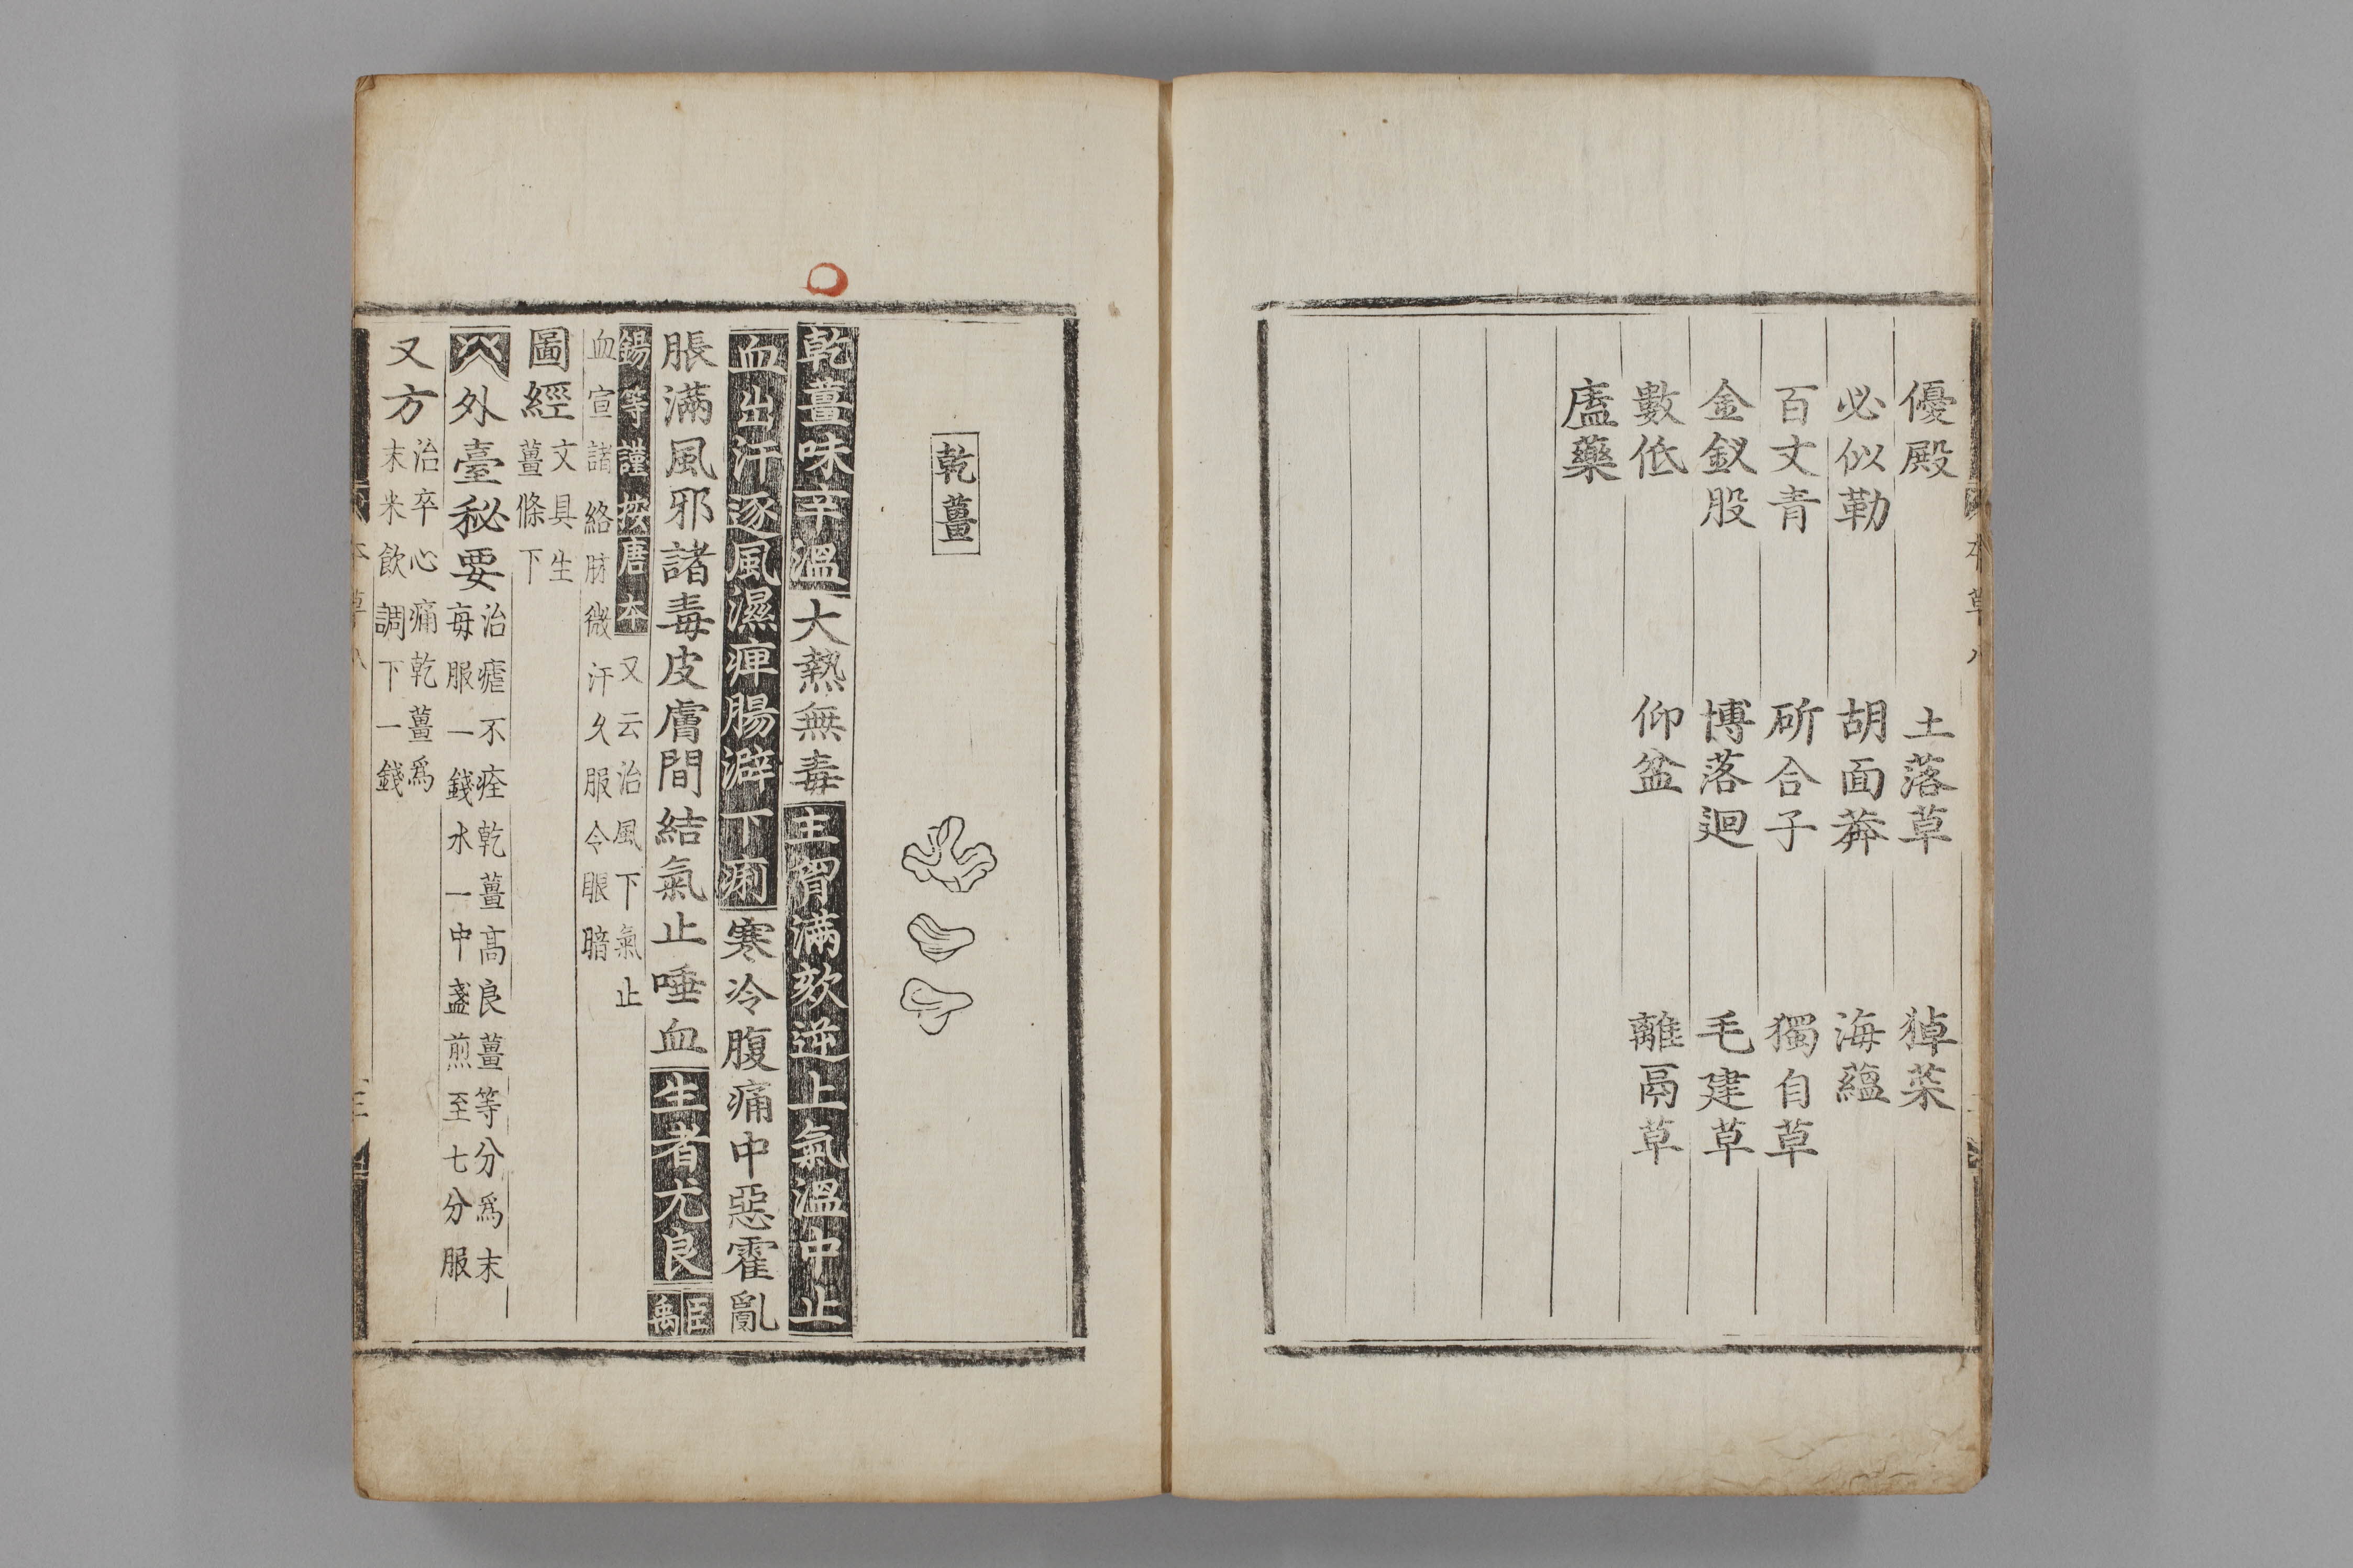 優殿　土落草　𦸅菜
必似勒　胡面莽　海蘊
百丈青　斫合子　獨自草
金釵股　博落迴　毛建草
數低　仰盆　離鬲草
盧藥
乾薑
乾薑味辛溫大熱無毒主胷滿欬逆上氣溫中止
血出汗逐風濕痺腸澼下痢寒冷腹痛中惡霍亂
脹滿風邪諸毒皮膚間結氣止唾血生者尤良臣
禹
錫等謹按唐本又云治風下氣止
血宣諸絡脉微汗久服令眼暗
圖經文具生
薑條下
外臺秘要治瘧不痊乾薑高良薑等分爲末
每服一錢水一中盞煎至七分服
又方治卒心痛乾薑爲
末米飲調下一錢